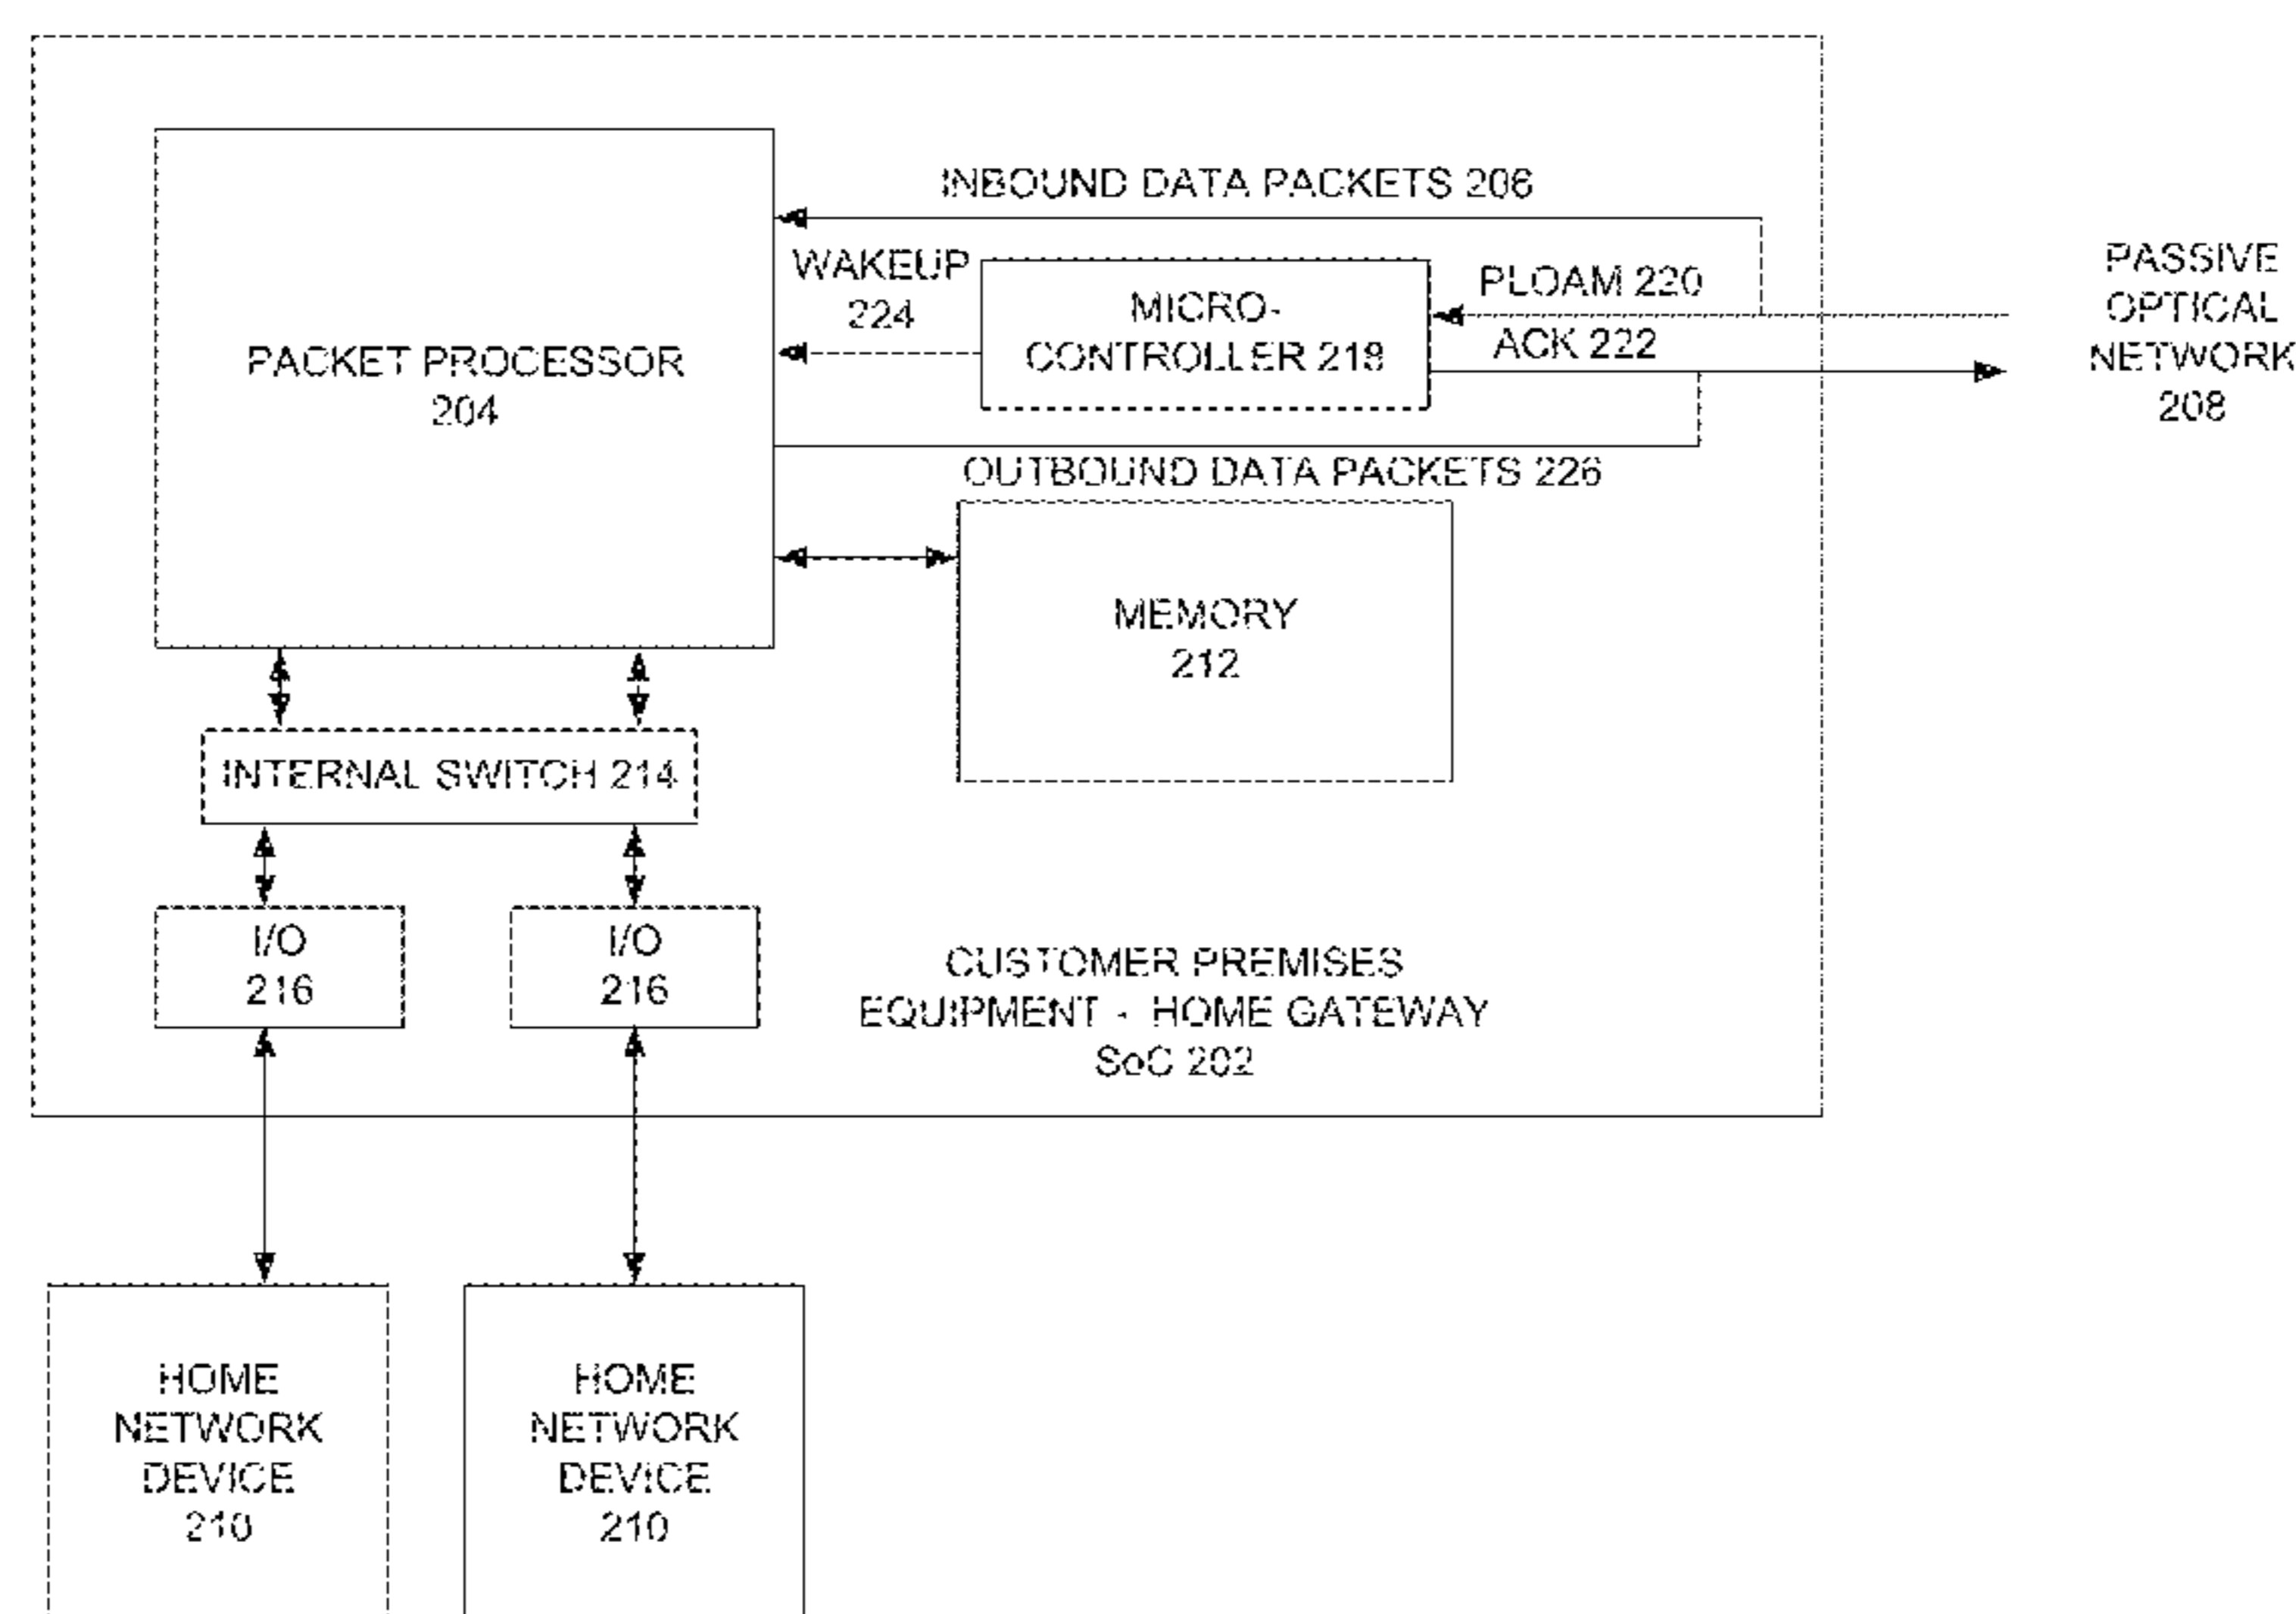 INBOUND DATA PACKETS 206
WAKEUP
224
MICRO-
CONTROLLER 218
PLOAM 220
ACK 222
PASSIVE
OPTICAL
NETWORK
208
PACKET PROCESSOR
204
OUTBOUND DATA PACKETS 226
MEMORY
212
INTERNAL SWITCH 214
I/O
216
I/O
216
CUSTOMER PREMISES
EQUIPMENT - HOME GATEWAY
SoC 202
HOME
NETWORK
DEVICE
210
HOME
NETWORK
DEVICE
210